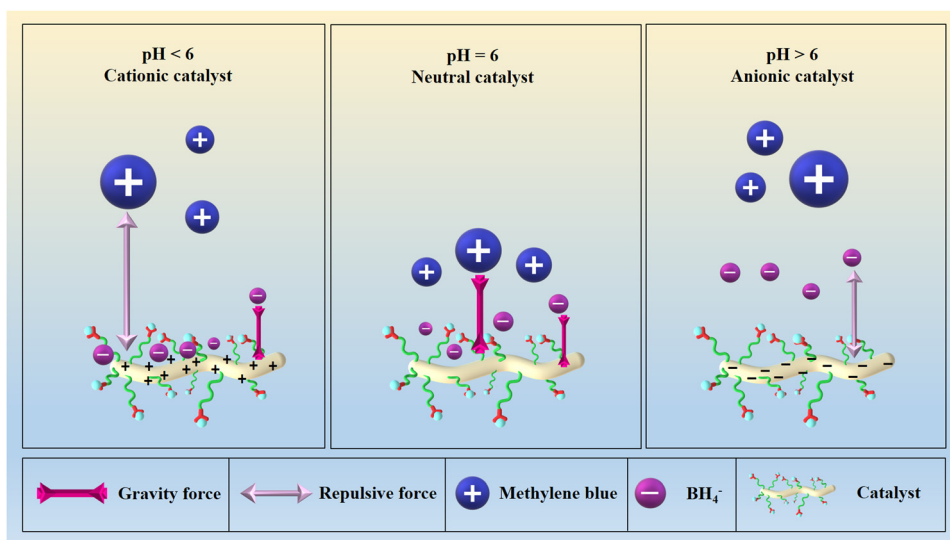 pH < 6
Cationic catalyst
pH = 6
Neutral catalyst
pH > 6
Anionic catalyst
Gravity force
Repulsive force
Methylene blue
BH₄⁻
Catalyst